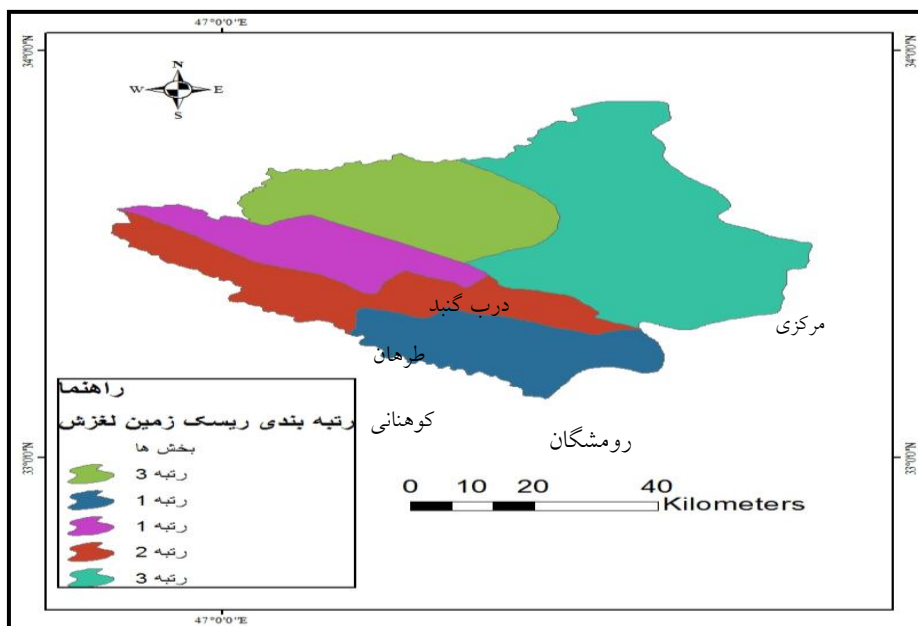 47°0'0"E
34°0'0"N
34°0'0"N
N
W E
S
درب گنبد
مرکزی
طرهان
کوهنانی
رومشگان
33°0'0"N
33°0'0"N
0 10 20 40
Kilometers
راهنما
رتبه بندی ریسک زمین لغزش
بخش ها
رتبه 3
رتبه 1
رتبه 1
رتبه 2
رتبه 3
47°0'0"E